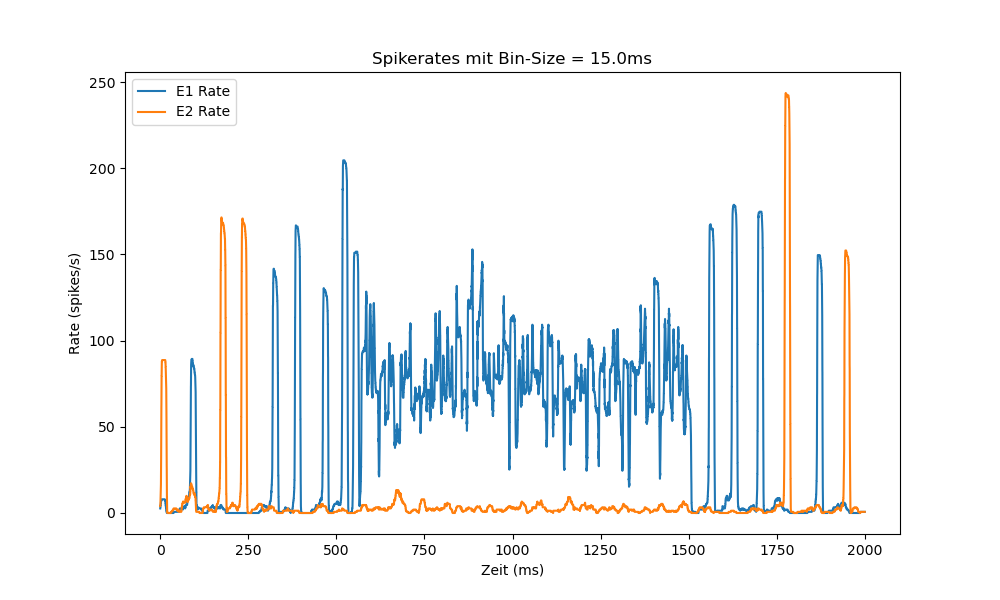 Spikerates mit Bin-Size = 15.0ms
E1 Rate
E2 Rate
Rate (spikes/s)
250
200
150
100
50
0
0 250 500 750 1000 1250 1500 1750 2000
Zeit (ms)